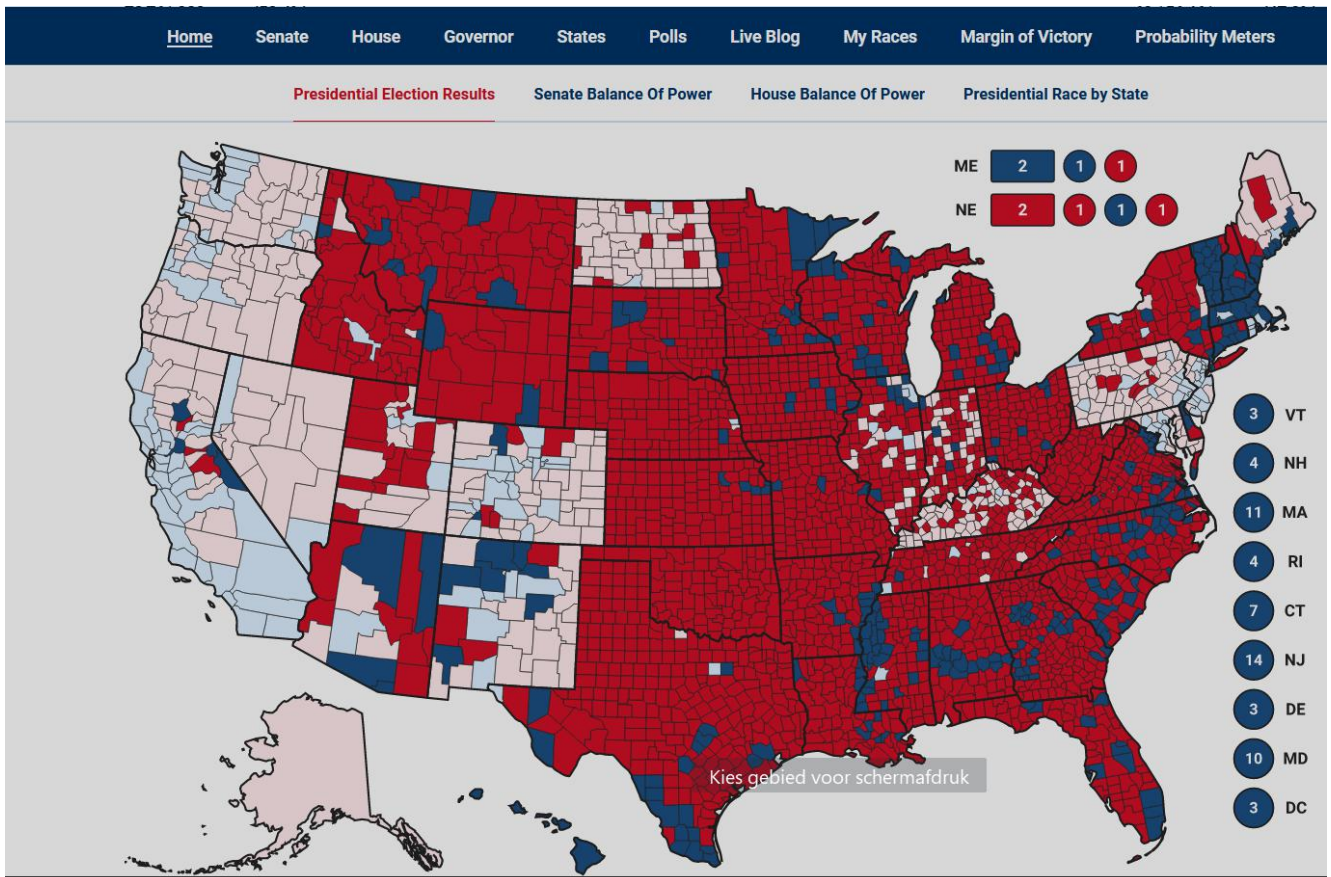 Home Senate House Governor States Polls Live Blog My Races Margin of Victory Probability Meters
Presidential Election Results Senate Balance Of Power House Balance Of Power Presidential Race by State
ME 2 1 1
NE 2 1 1 1
3 VT
4 NH
11 MA
4 RI
7 CT
14 NJ
3 DE
10 MD
3 DC
Kies gebied voor schermafdruk